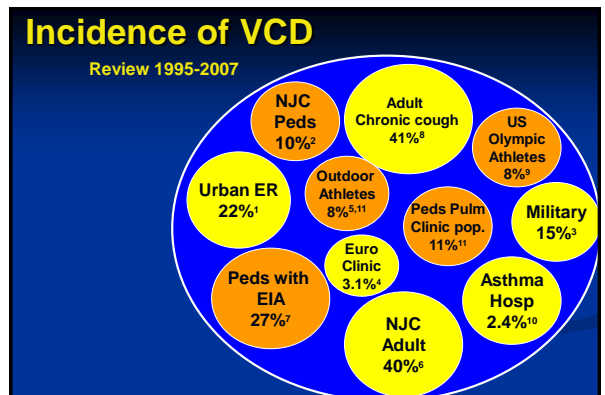 Incidence of VCD
Review 1995-2007
NJC
Peds
10%²
Adult
Chronic cough
41%⁸
US
Olympic
Athletes
8%⁹
Urban ER
22%¹
Outdoor
Athletes
8%⁵,¹¹
Peds Pulm
Clinic pop.
11%¹¹
Military
15%³
Euro
Clinic
3.1%⁴
Peds with
EIA
27%⁷
Asthma
Hosp
2.4%¹⁰
NJC
Adult
40%⁶